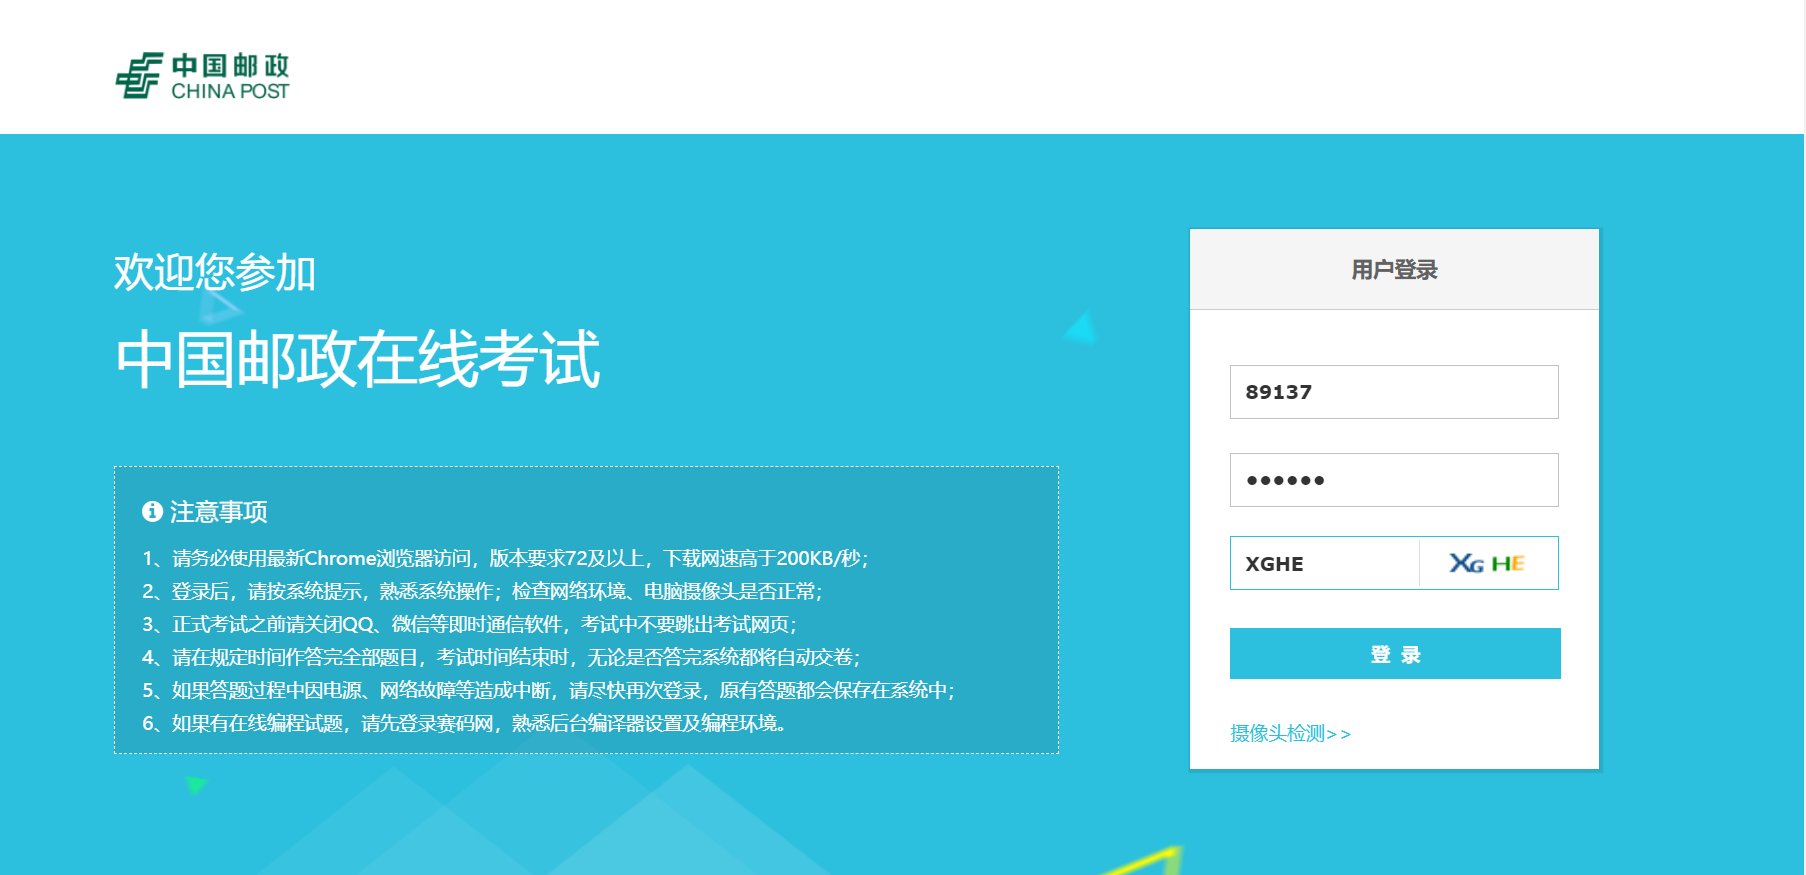 中国邮政
CHINA POST
欢迎您参加
中国邮政在线考试
注意事项
1、请务必使用最新Chrome浏览器访问，版本要求72及以上，下载网速高于200KB/秒；
2、登录后，请按系统提示，熟悉系统操作；检查网络环境、电脑摄像头是否正常；
3、正式考试之前请关闭QQ、微信等即时通信软件，考试中不要跳出考试网页；
4、请在规定时间作答完全部题目，考试时间结束时，无论是否答完系统都将自动交卷；
5、如果答题过程中因电源、网络故障等造成中断，请尽快再次登录，原有答题都会保存在系统中；
6、如果有在线编程试题，请先登录赛码网，熟悉后台编译器设置及编程环境。
用户登录
89137
••••••
XGHE XG HE
登 录
摄像头检测>>